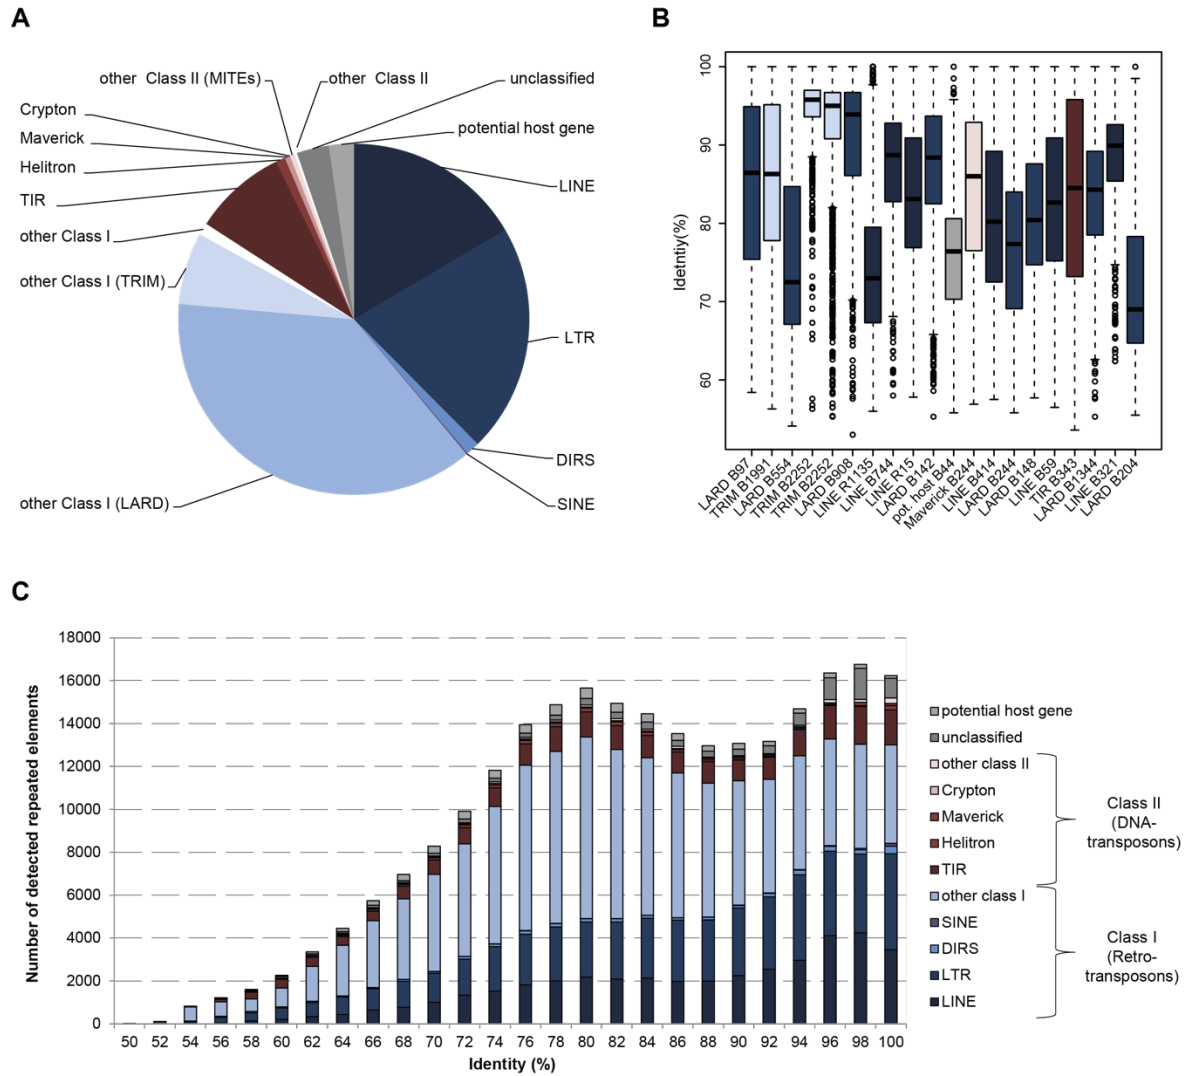 A
other Class II (MITEs)
other Class II
unclassified
Crypton
potential host gene
Maverick
Helitron
LINE
TIR
other Class I
other Class I (TRIM)
LTR
DIRS
other Class I (LARD)
SINE
B
Idetntiy(%)
100
90
80
70
60
LARD B97
TRIM B1991
LARD B554
TRIM B2252
TRIM B2252
LARD B908
LINE R1135
LINE B744
LINE R15
LARD B142
pot. host B44
Maverick B244
LINE B414
LARD B244
LARD B148
LINE B59
TIR B343
LARD B1344
LINE B321
LARD B204
C
Number of detected repeated elements
18000
16000
14000
12000
10000
8000
6000
4000
2000
0
50 52 54 56 58 60 62 64 66 68 70 72 74 76 78 80 82 84 86 88 90 92 94 96 98 100
Identity (%)
potential host gene
unclassified
other class II
Crypton
Maverick
Helitron
TIR
other class I
SINE
DIRS
LTR
LINE
Class II
(DNA-
transposons)
Class I
(Retro-
transposons)